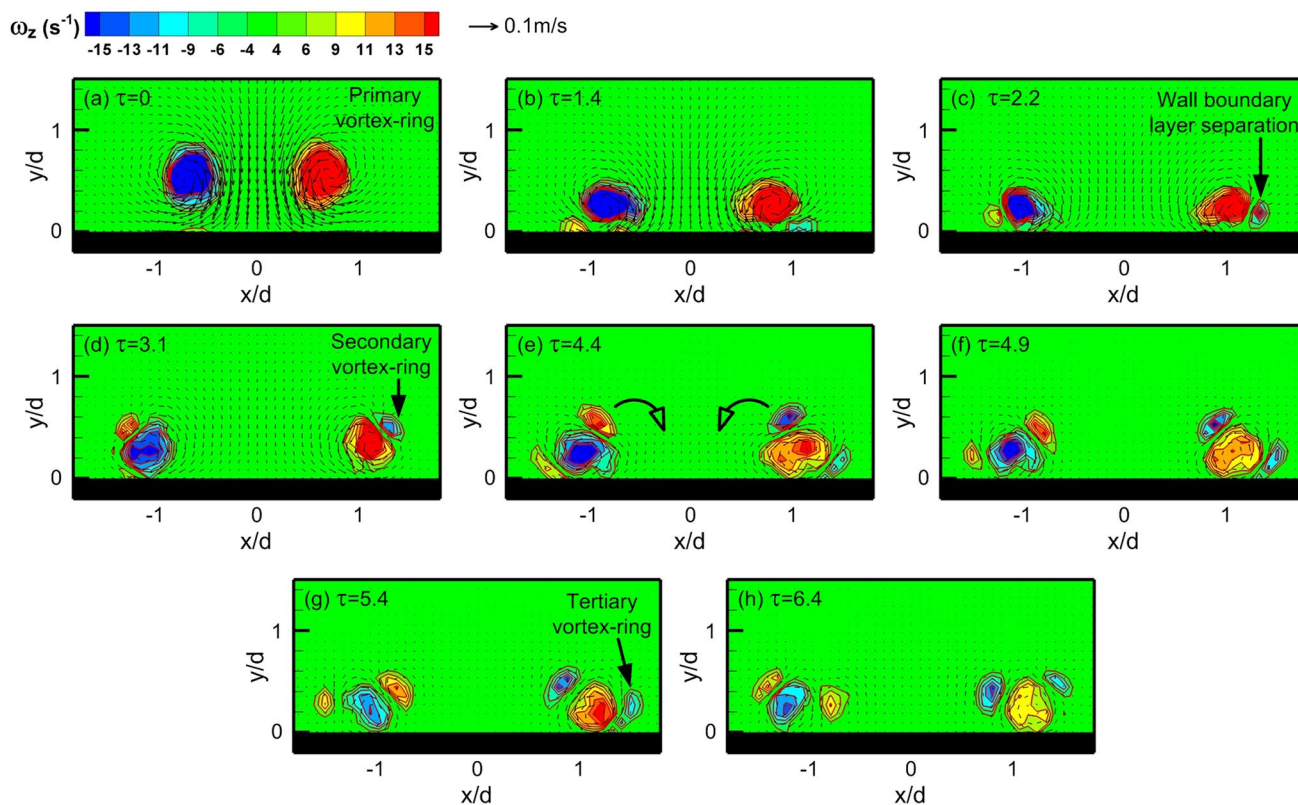 ωz (s⁻¹)
-15 -13 -11 -9 -6 -4 4 6 9 11 13 15
0.1m/s
(a) τ=0
Primary
vortex-ring
y/d
1
0
-1 0 1
x/d
(b) τ=1.4
y/d
1
0
-1 0 1
x/d
(c) τ=2.2
Wall boundary
layer separation
y/d
1
0
-1 0 1
x/d
(d) τ=3.1
Secondary
vortex-ring
y/d
1
0
-1 0 1
x/d
(e) τ=4.4
y/d
1
0
-1 0 1
x/d
(f) τ=4.9
y/d
1
0
-1 0 1
x/d
(g) τ=5.4
Tertiary
vortex-ring
y/d
1
0
-1 0 1
x/d
(h) τ=6.4
y/d
1
0
-1 0 1
x/d